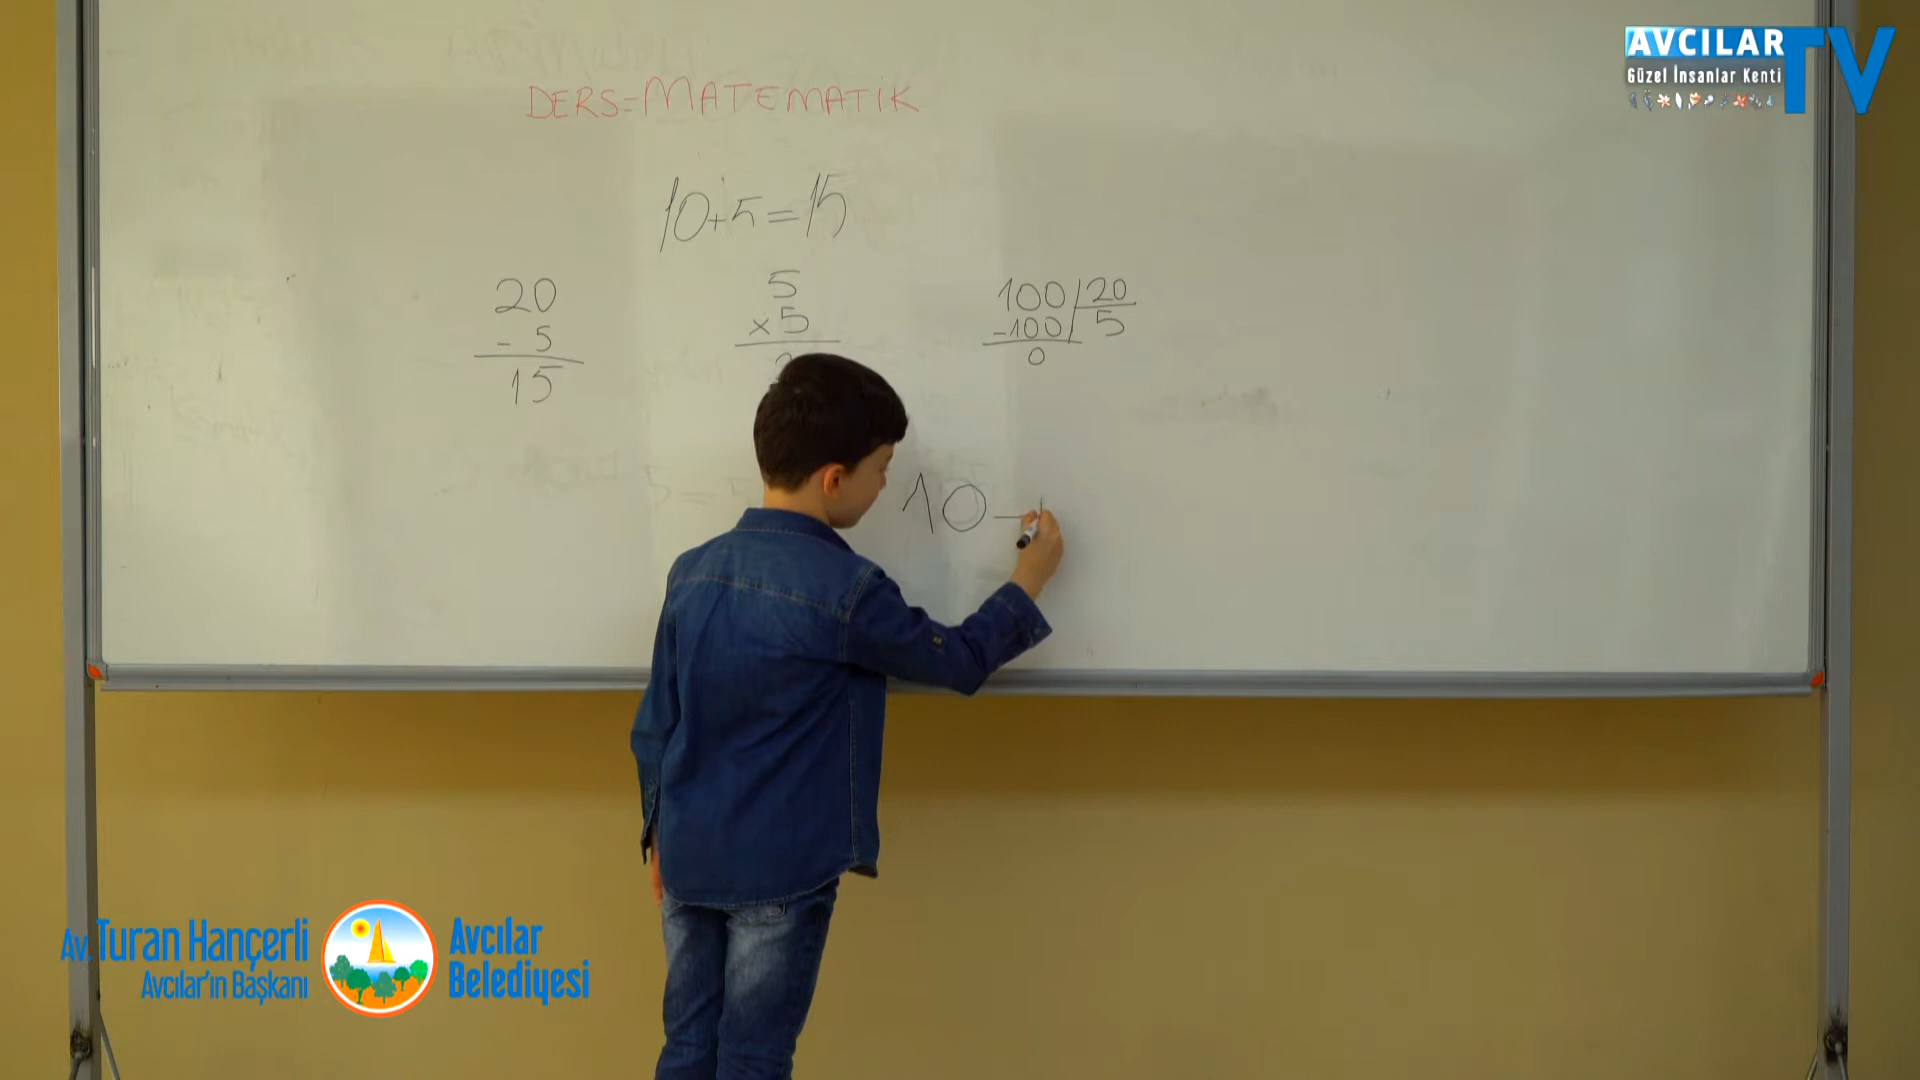 AVCILAR TV
Güzel İnsanlar Kenti
DERS=MATEMATİK
10+5=15
20
- 5
15
5
x5
100 20
-100 5
0
10-
Av. Turan Hançerli
Avcılar'ın Başkanı
Avcılar
Belediyesi